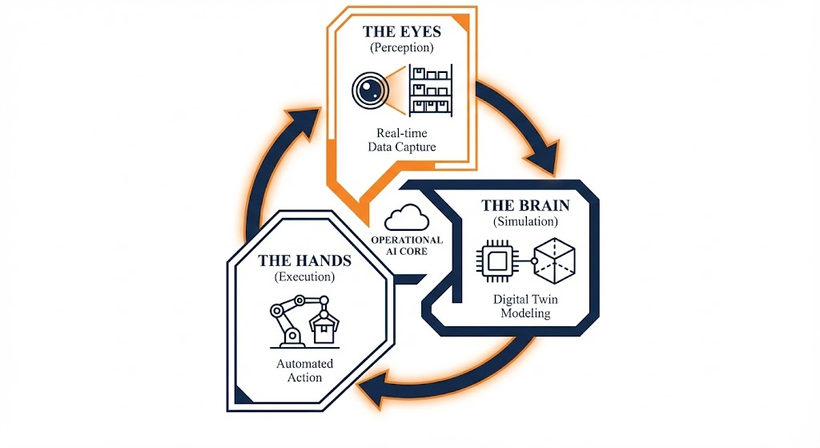 THE EYES
(Perception)
Real-time
Data Capture
THE BRAIN
(Simulation)
Digital Twin
Modeling
OPERATIONAL
AI CORE
THE HANDS
(Execution)
Automated
Action